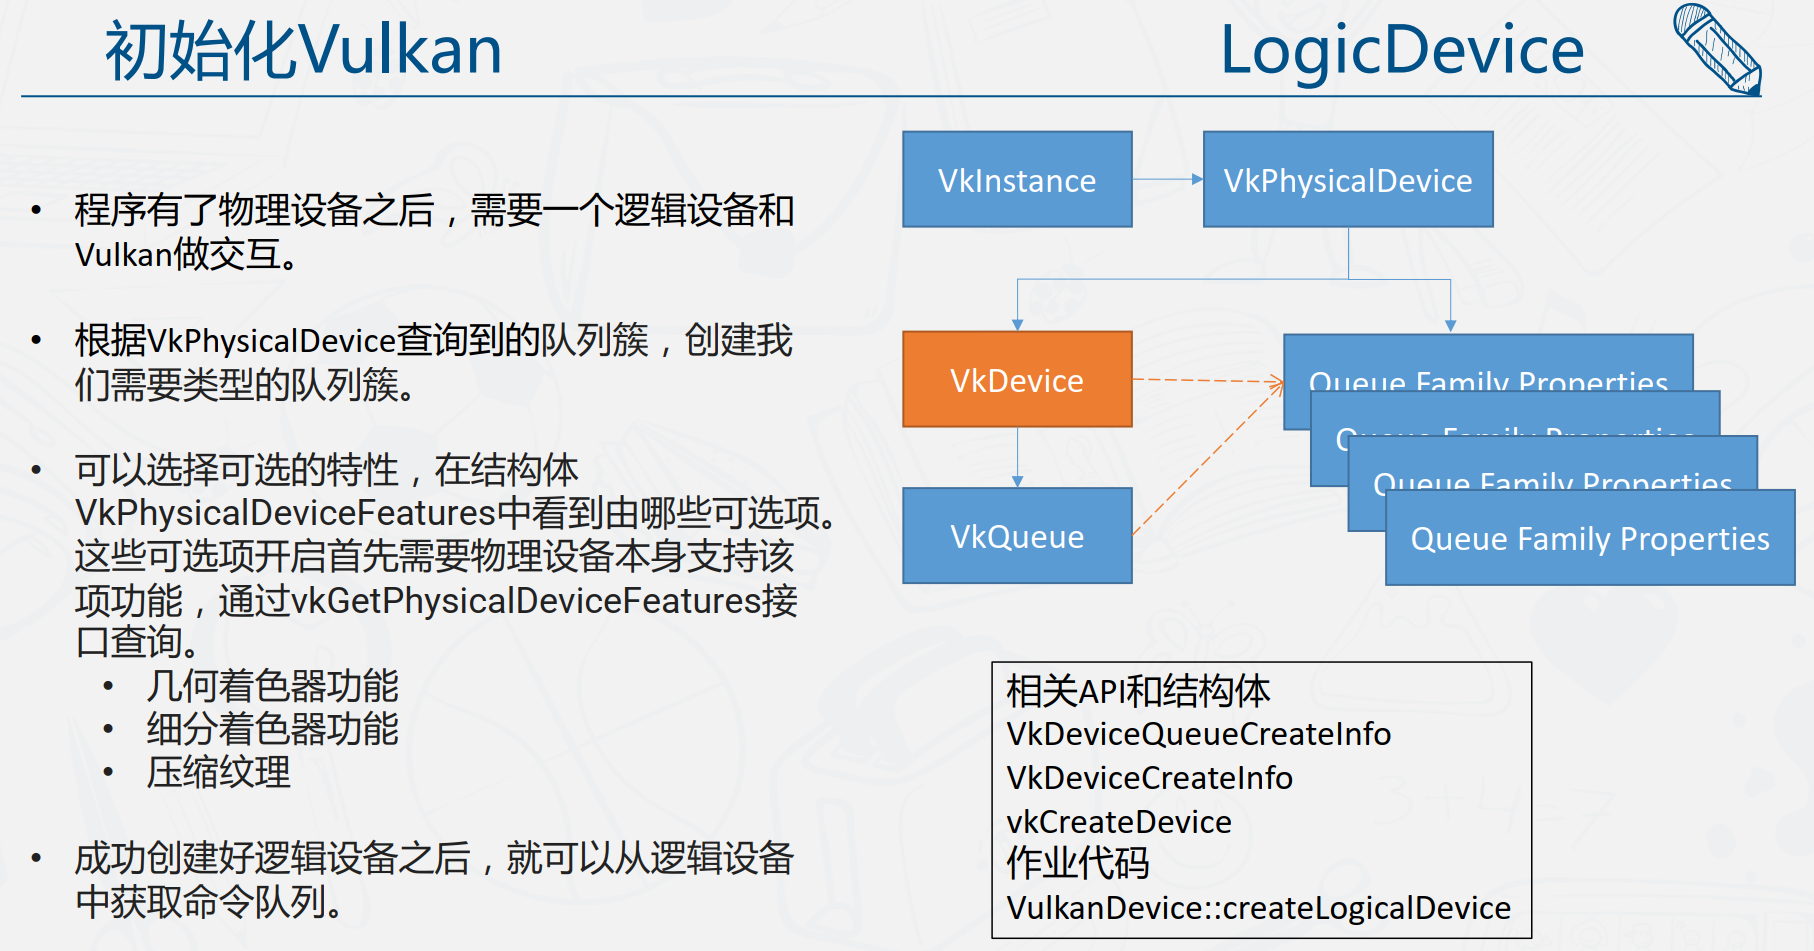 初始化Vulkan
LogicDevice
• 程序有了物理设备之后，需要一个逻辑设备和
Vulkan做交互。
• 根据VkPhysicalDevice查询到的队列簇，创建我
们需要类型的队列簇。
• 可以选择可选的特性，在结构体
VkPhysicalDeviceFeatures中看到由哪些可选项。
这些可选项开启首先需要物理设备本身支持该
项功能，通过vkGetPhysicalDeviceFeatures接
口查询。
• 几何着色器功能
• 细分着色器功能
• 压缩纹理
• 成功创建好逻辑设备之后，就可以从逻辑设备
中获取命令队列。
VkInstance
VkPhysicalDevice
VkDevice
VkQueue
Queue Family Properties
Queue Family Properties
Queue Family Properties
Queue Family Properties
相关API和结构体
VkDeviceQueueCreateInfo
VkDeviceCreateInfo
vkCreateDevice
作业代码
VulkanDevice::createLogicalDevice